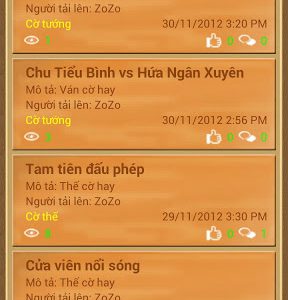 Người tải lên: ZoZo
Cờ tướng 30/11/2012 3:20 PM
1 0 0
Chu Tiểu Bình vs Hứa Ngân Xuyên
Mô tả: Ván cờ hay
Người tải lên: ZoZo
Cờ tướng 30/11/2012 2:56 PM
3 0 0
Tam tiên đấu phép
Mô tả: Thế cờ hay
Người tải lên: ZoZo
Cờ thế 29/11/2012 3:30 PM
8 0 1
Cửa viên nổi sóng
Mô tả: Thế cờ hay
Người tải lên: ZoZo